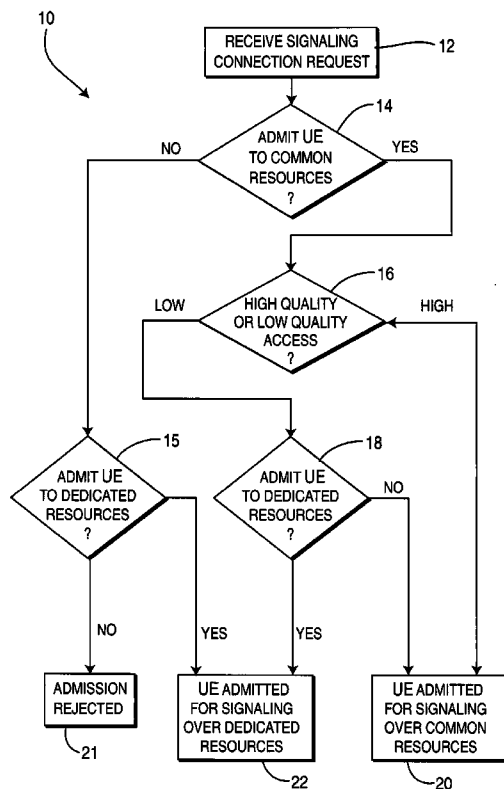 10
RECEIVE SIGNALING
CONNECTION REQUEST
12
14
ADMIT UE
TO COMMON
RESOURCES
?
NO
YES
16
HIGH QUALITY
OR LOW QUALITY
ACCESS
?
LOW
HIGH
15
ADMIT UE
TO DEDICATED
RESOURCES
?
18
ADMIT UE
TO DEDICATED
RESOURCES
?
NO
NO
YES
YES
ADMISSION
REJECTED
21
UE ADMITTED
FOR SIGNALING
OVER DEDICATED
RESOURCES
22
UE ADMITTED
FOR SIGNALING
OVER COMMON
RESOURCES
20